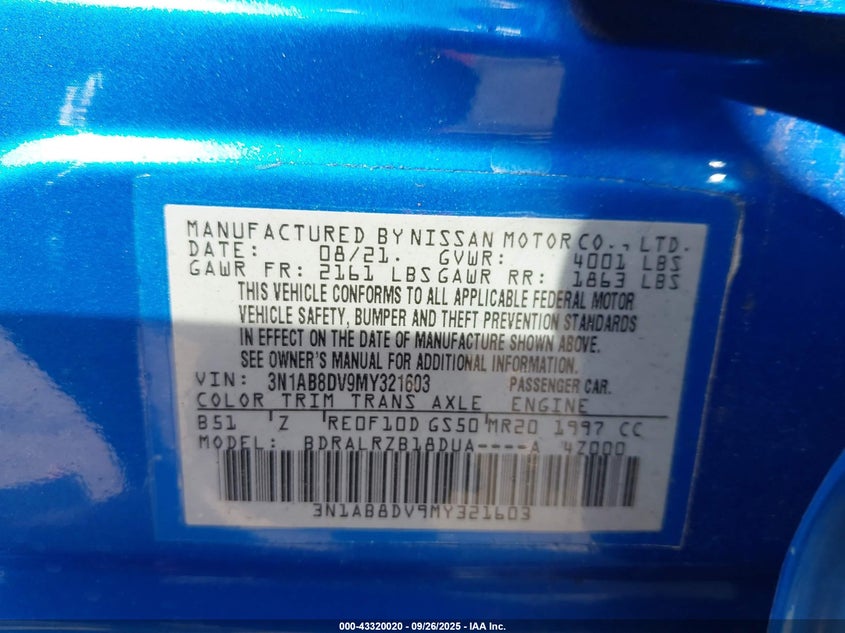 MANUFACTURED BY NISSAN MOTOR CO., LTD.
DATE: 08/21. GVWR: 4001 LBS
GAWR FR: 2161 LBS GAWR RR: 1863 LBS
THIS VEHICLE CONFORMS TO ALL APPLICABLE FEDERAL MOTOR
VEHICLE SAFETY, BUMPER AND THEFT PREVENTION STANDARDS
IN EFFECT ON THE DATE OF MANUFACTURE SHOWN ABOVE.
SEE OWNER'S MANUAL FOR ADDITIONAL INFORMATION.
VIN: 3N1AB8DV9MY321603 PASSENGER CAR.
COLOR TRIM TRANS AXLE ENGINE
B51 Z RE0F10D GS50 MR20 1997 CC
MODEL: BDRALRZB18DUA----A 4Z000
3N1AB8DV9MY321603
000-43320020 - 09/26/2025 - IAA Inc.